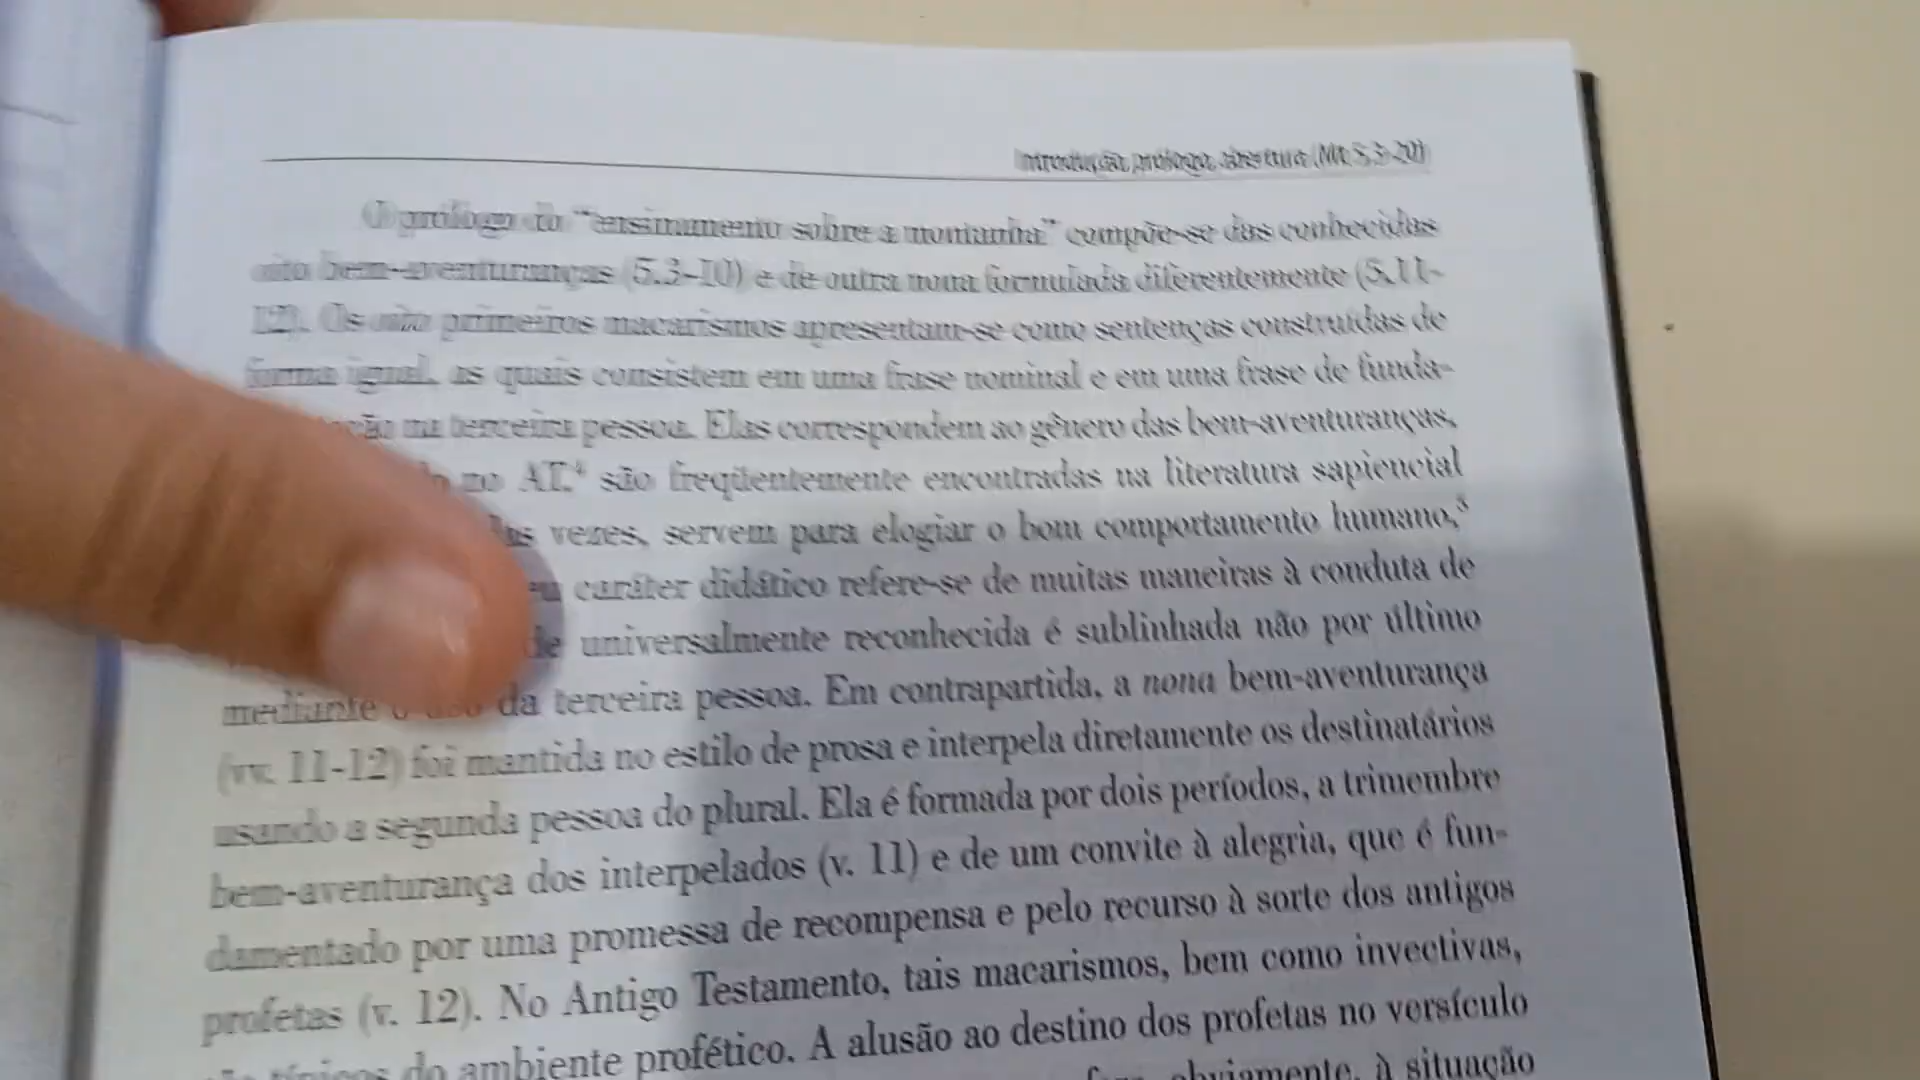 Introdução, prólogo, abertura (Mt 5,3-20)
O prólogo do "ensinamento sobre a montanha" compõe-se das conhecidas
oito bem-aventuranças (5.3-10) e de outra nona formulada diferentemente (5.11-
12). Os oito primeiros macarismos apresentam-se como sentenças construídas de
forma igual, as quais consistem em uma frase nominal e em uma frase de funda-
na terceira pessoa. Elas correspondem ao gênero das bem-aventuranças,
no AT,⁴ são freqüentemente encontradas na literatura sapiencial
vezes, servem para elogiar o bom comportamento humano,⁵
caráter didático refere-se de muitas maneiras à conduta de
universalmente reconhecida é sublinhada não por último
mediante o uso da terceira pessoa. Em contrapartida, a nona bem-aventurança
(vv. 11-12) foi mantida no estilo de prosa e interpela diretamente os destinatários
usando a segunda pessoa do plural. Ela é formada por dois períodos, a trimembre
bem-aventurança dos interpelados (v. 11) e de um convite à alegria, que é fun-
damentado por uma promessa de recompensa e pelo recurso à sorte dos antigos
profetas (v. 12). No Antigo Testamento, tais macarismos, bem como invectivas,
típicos do ambiente profético. A alusão ao destino dos profetas no versículo
obviamente, à situação